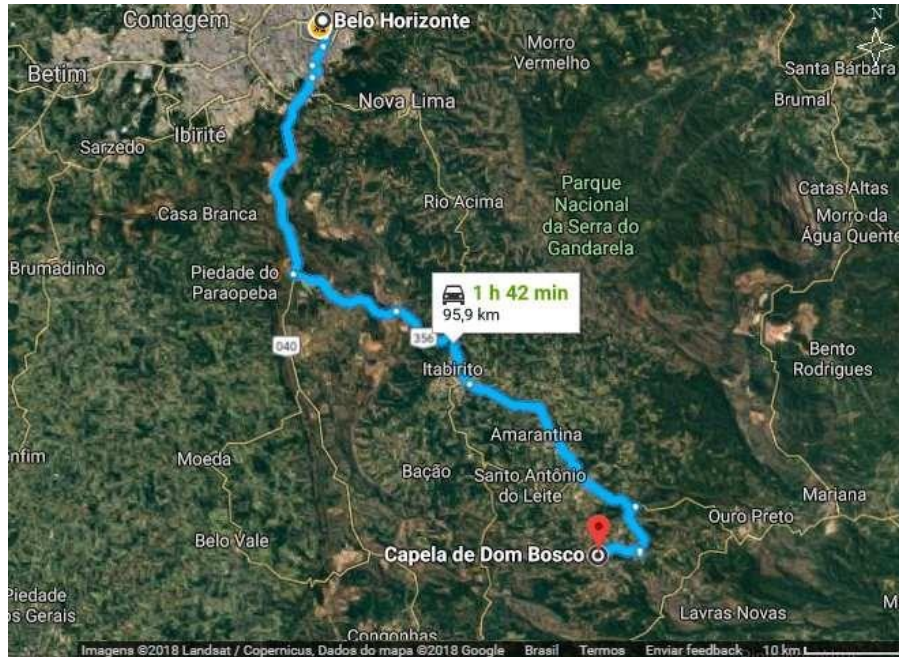 Contagem
Belo Horizonte
N
Morro
Vermelho
Betim
Santa Bárbara
Nova Lima
Brumal
Ibirité
Sarzedo
Parque
Nacional
da Serra do
Gandarela
Catas Altas
Rio Acima
Casa Branca
Morro da
Água Quente
Brumadinho
Piedade do
Paraopeba
1 h 42 min
95,9 km
356
040
Itabirito
Bento
Rodrigues
Amarantina
nfim
Moeda
Bação
Santo Antônio
do Leite
Mariana
Ouro Preto
Belo Vale
Capela de Dom Bosco
Piedade
os Gerais
Lavras Novas
M
Congonhas
Imagens ©2018 Landsat / Copernicus, Dados do mapa ©2018 Google Brasil Termos Enviar feedback 10 km